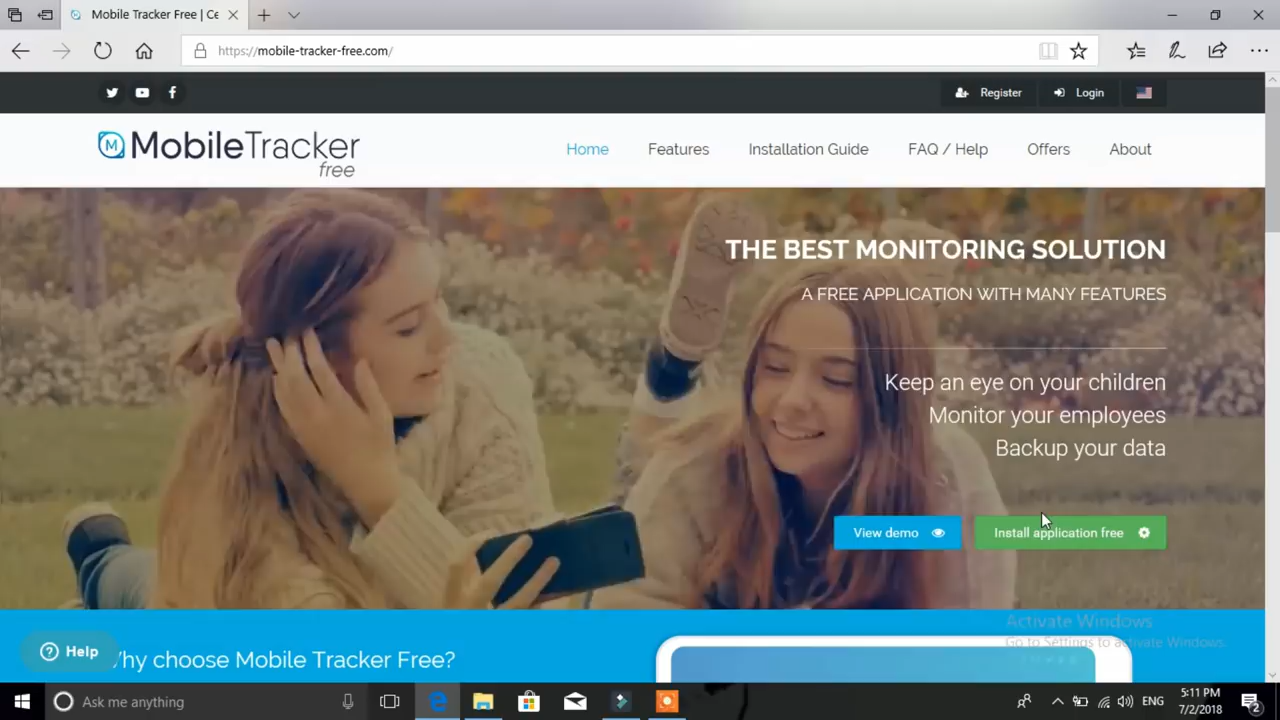 Mobile Tracker Free | Ce
https://mobile-tracker-free.com/
Register
Login
MobileTracker
free
Home
Features
Installation Guide
FAQ / Help
Offers
About
THE BEST MONITORING SOLUTION
A FREE APPLICATION WITH MANY FEATURES
Keep an eye on your children
Monitor your employees
Backup your data
View demo
Install application free
Activate Windows
Go to Settings to activate Windows.
Help
Why choose Mobile Tracker Free?
Ask me anything
ENG
5:11 PM
7/2/2018
2